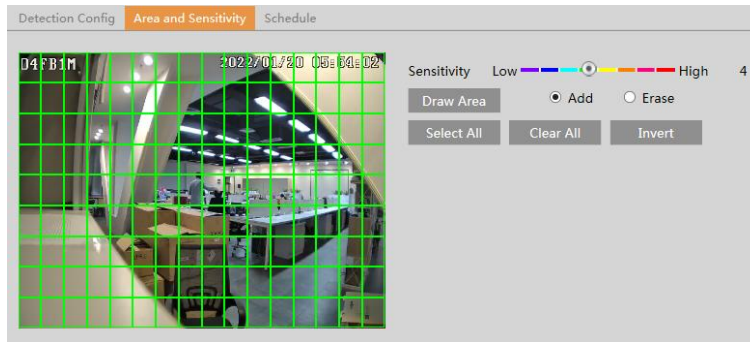 Detection Config Area and Sensitivity Schedule
D4FB1M 2022/01/20 05:64:02
Sensitivity Low High 4
Draw Area Add Erase
Select All Clear All Invert